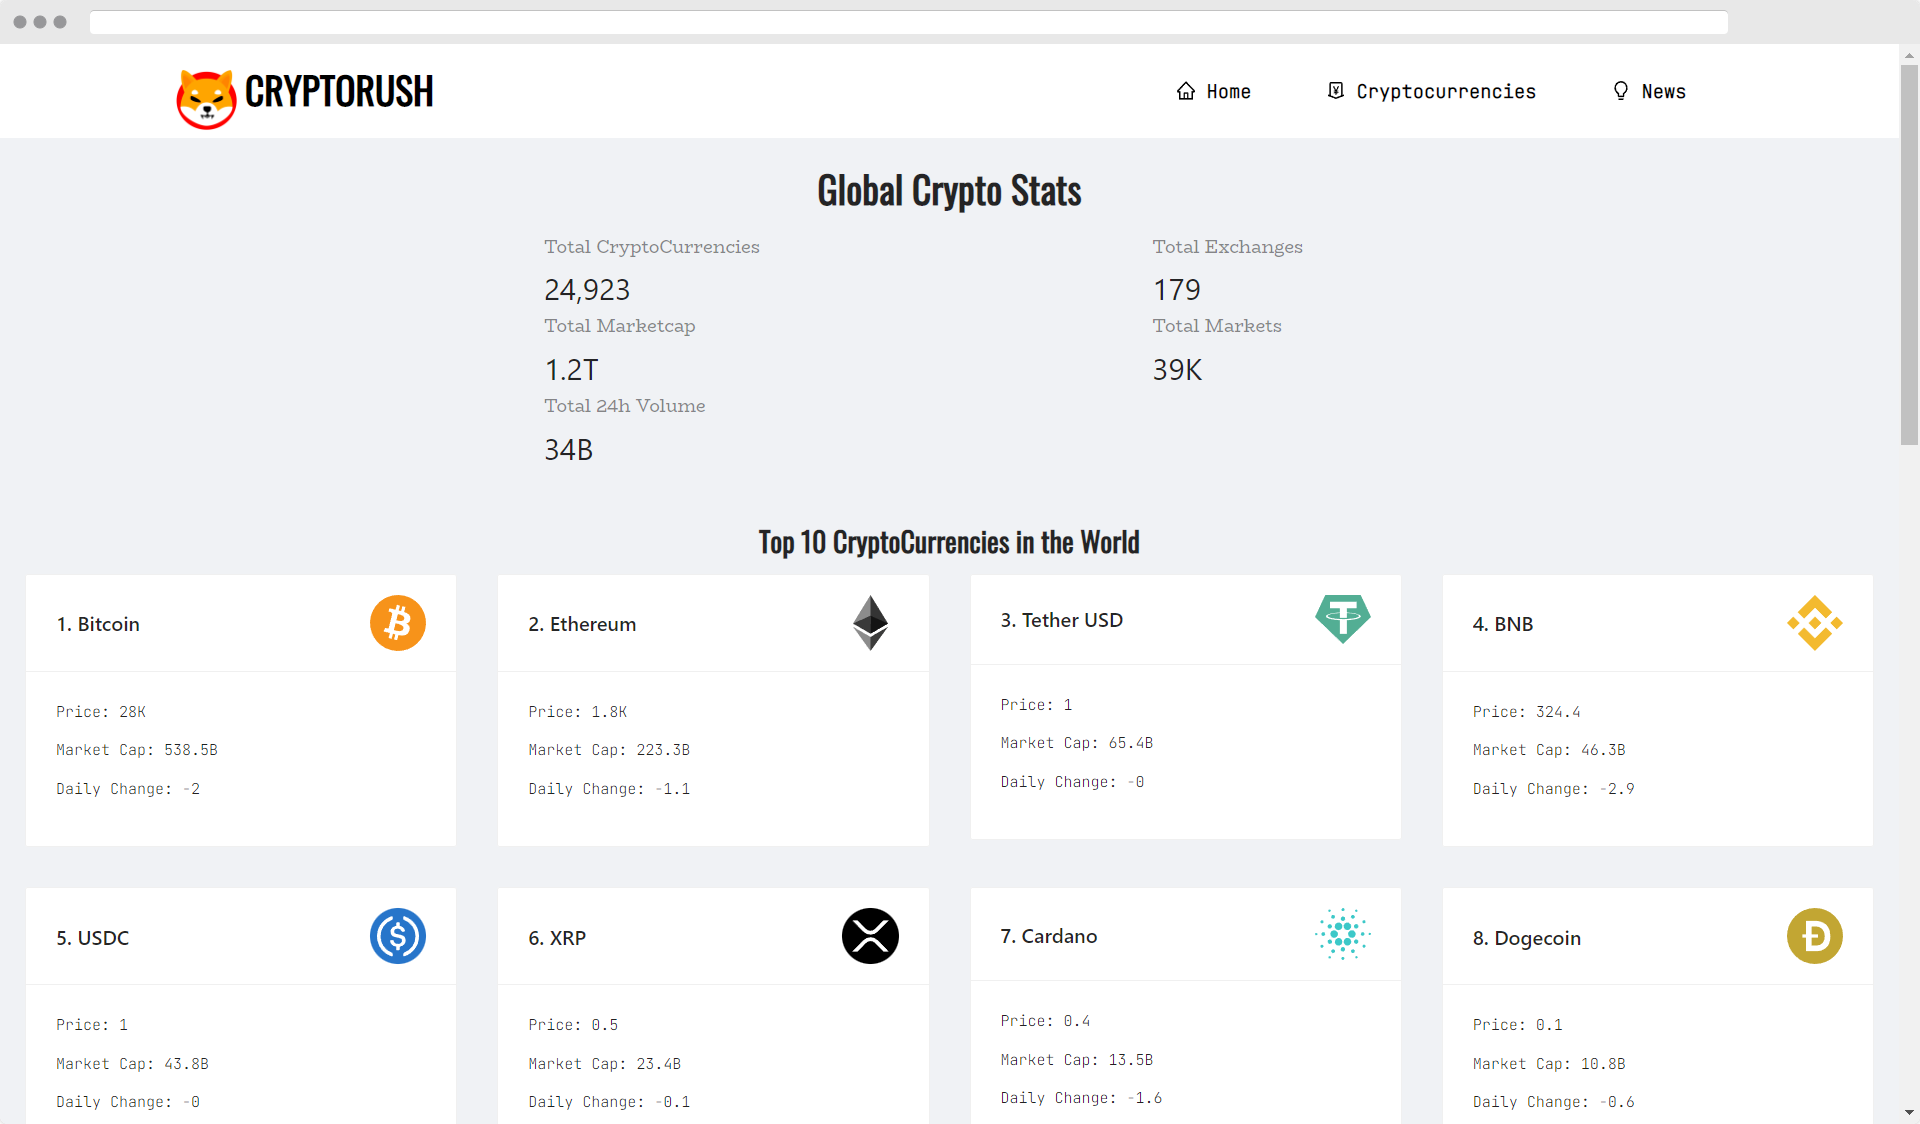 CRYPTORUSH
Home
Cryptocurrencies
News
Global Crypto Stats
Total CryptoCurrencies
24,923
Total Exchanges
179
Total Marketcap
1.2T
Total Markets
39K
Total 24h Volume
34B
Top 10 CryptoCurrencies in the World
1. Bitcoin
Price: 28K
Market Cap: 538.5B
Daily Change: -2
2. Ethereum
Price: 1.8K
Market Cap: 223.3B
Daily Change: -1.1
3. Tether USD
Price: 1
Market Cap: 65.4B
Daily Change: -0
4. BNB
Price: 324.4
Market Cap: 46.3B
Daily Change: -2.9
5. USDC
Price: 1
Market Cap: 43.8B
Daily Change: -0
6. XRP
Price: 0.5
Market Cap: 23.4B
Daily Change: -0.1
7. Cardano
Price: 0.4
Market Cap: 13.5B
Daily Change: -1.6
8. Dogecoin
Price: 0.1
Market Cap: 10.8B
Daily Change: -0.6